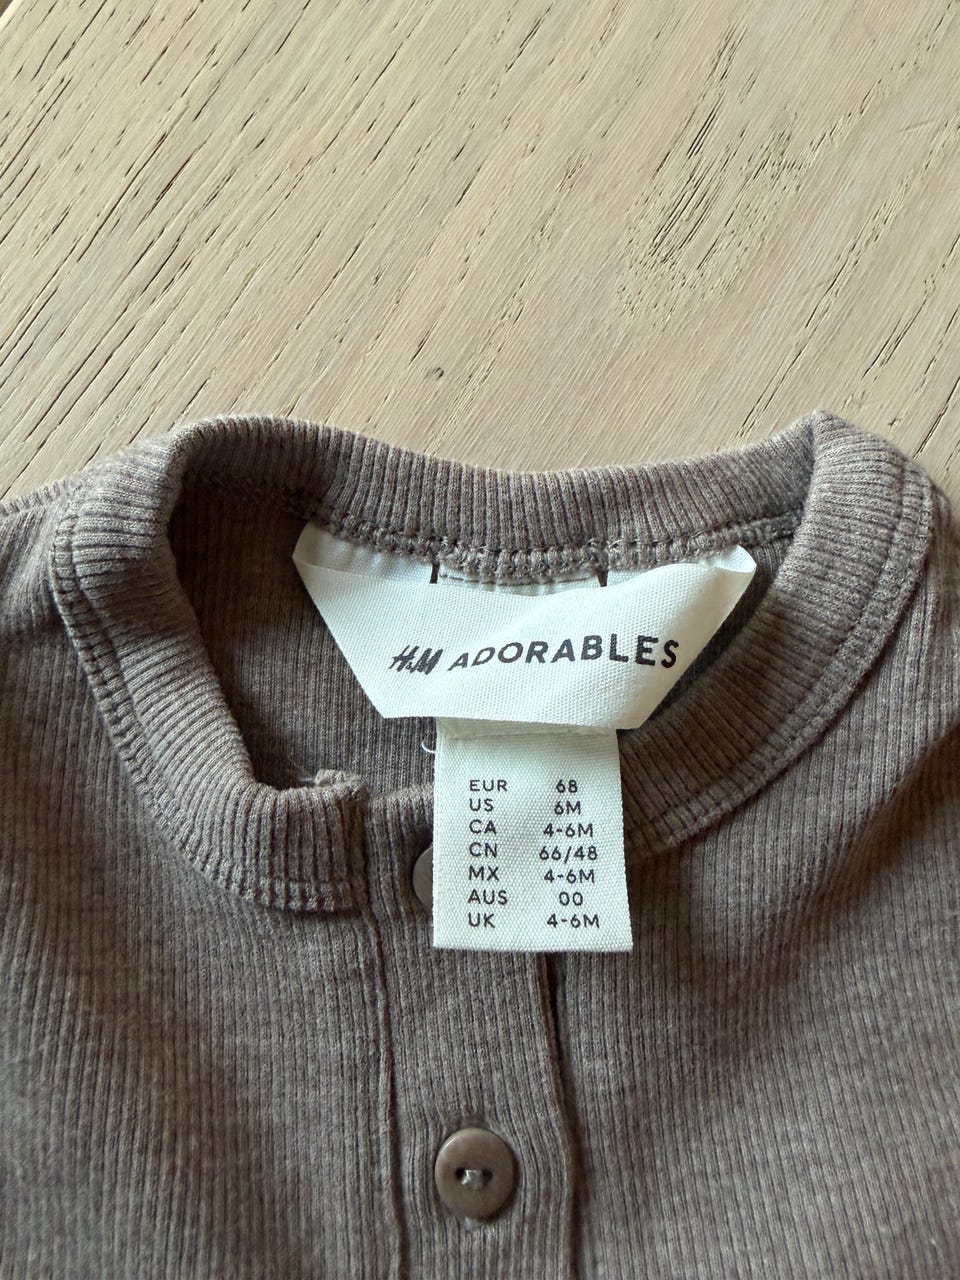 H&M ADORABLES
EUR 68
US 6M
CA 4-6M
CN 66/48
MX 4-6M
AUS 00
UK 4-6M